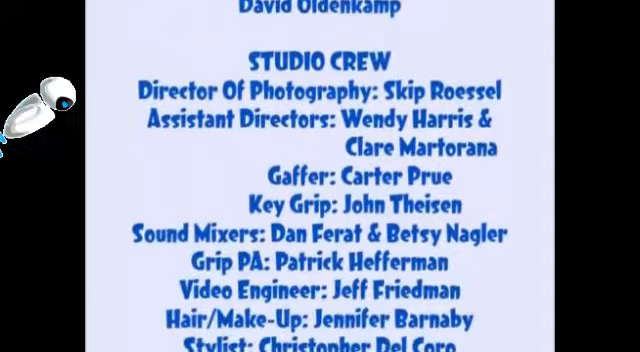 David Oldenkamp
STUDIO CREW
Director Of Photography: Skip Roessel
Assistant Directors: Wendy Harris &
Clare Martorana
Gaffer: Carter Prue
Key Grip: John Theisen
Sound Mixers: Dan Ferat & Betsy Nagler
Grip PA: Patrick Hefferman
Video Engineer: Jeff Friedman
Hair/Make-Up: Jennifer Barnaby
Stylist: Christopher Del Coro